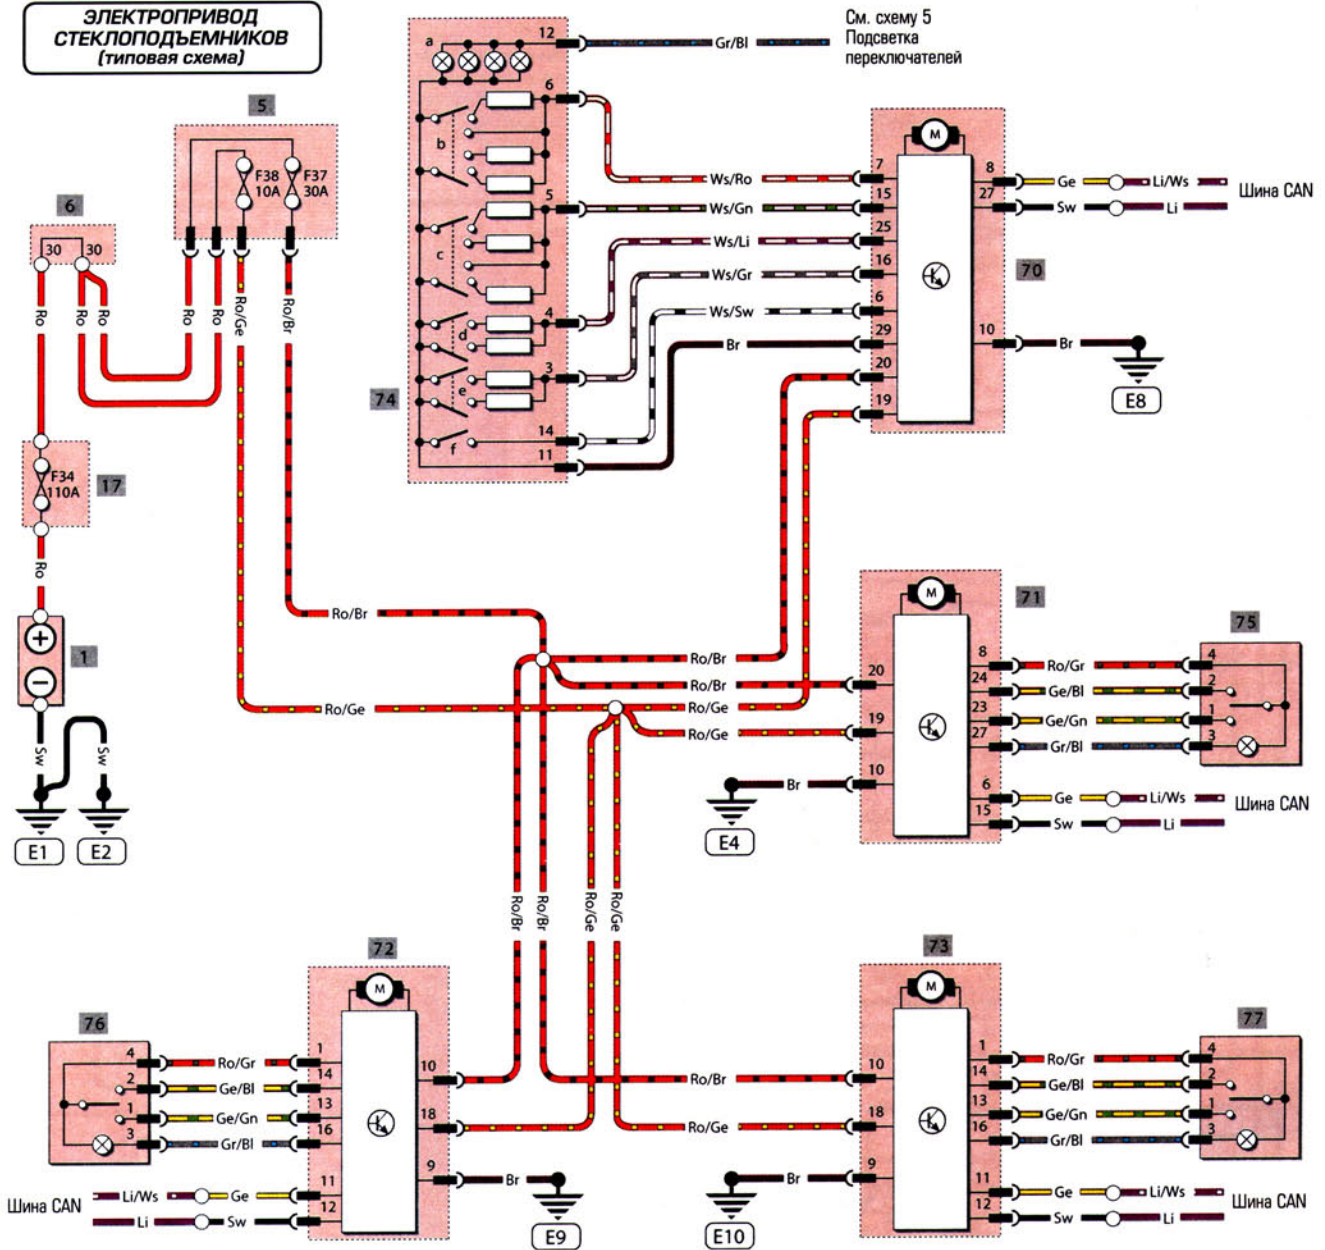 ЭЛЕКТРОПРИВОД
СТЕКЛОПОДЪЕМНИКОВ
(типовая схема)
См. схему 5
Подсветка
переключателей
5
F38
10A
F37
30A
6
30
30
Ro
Ro
Ro
Ro
Ro
Ro/Ge
Ro/Br
17
F34
110A
Ro
1
+
−
Sw
Sw
E1
E2
74
a
b
c
d
e
f
12
6
5
4
3
14
11
Gr/Bl
Ws/Ro
Ws/Gn
Ws/Li
Ws/Gr
Ws/Sw
Br
70
M
7
15
25
16
6
29
20
19
8
27
10
Ge
Li/Ws
Sw
Li
Шина CAN
Br
E8
Ro/Br
Ro/Br
Ro/Br
Ro/Ge
Ro/Ge
Ro/Ge
71
M
20
19
10
8
24
23
27
6
15
Br
E4
Ro/Gr
Ge/Bl
Ge/Gn
Gr/Bl
75
4
2
1
3
Ge
Li/Ws
Sw
Li
Шина CAN
Ro/Br
Ro/Br
Ro/Ge
Ro/Ge
72
M
1
14
13
16
11
12
10
18
9
76
4
2
1
3
Ro/Gr
Ge/Bl
Ge/Gn
Gr/Bl
Шина CAN
Li/Ws
Ge
Li
Sw
Br
E9
73
M
10
18
9
1
14
13
16
11
12
Ro/Br
Ro/Ge
Br
E10
Ro/Gr
Ge/Bl
Ge/Gn
Gr/Bl
77
4
2
1
3
Ge
Li/Ws
Sw
Li
Шина CAN